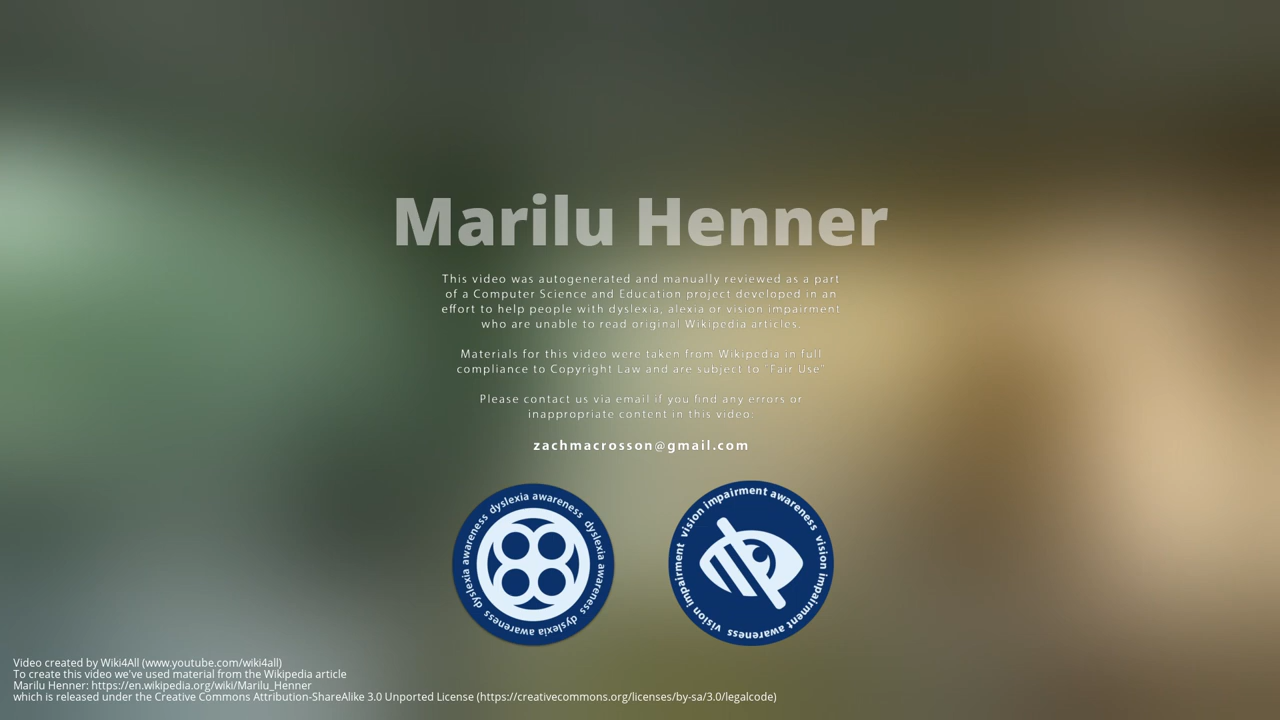 Marilu Henner
This video was autogenerated and manually reviewed as a part
of a Computer Science and Education project developed in an
effort to help people with dyslexia, alexia or vision impairment
who are unable to read original Wikipedia articles.
Materials for this video were taken from Wikipedia in full
compliance to Copyright Law and are subject to "Fair Use"
Please contact us via email if you find any errors or
inappropriate content in this video:
zachmacrosson@gmail.com
dyslexia awareness dyslexia awareness dyslexia awareness dyslexia awareness
vision impairment awareness vision impairment awareness vision impairment
Video created by Wiki4All (www.youtube.com/wiki4all)
To create this video we've used material from the Wikipedia article
Marilu Henner: https://en.wikipedia.org/wiki/Marilu_Henner
which is released under the Creative Commons Attribution-ShareAlike 3.0 Unported License (https://creativecommons.org/licenses/by-sa/3.0/legalcode)